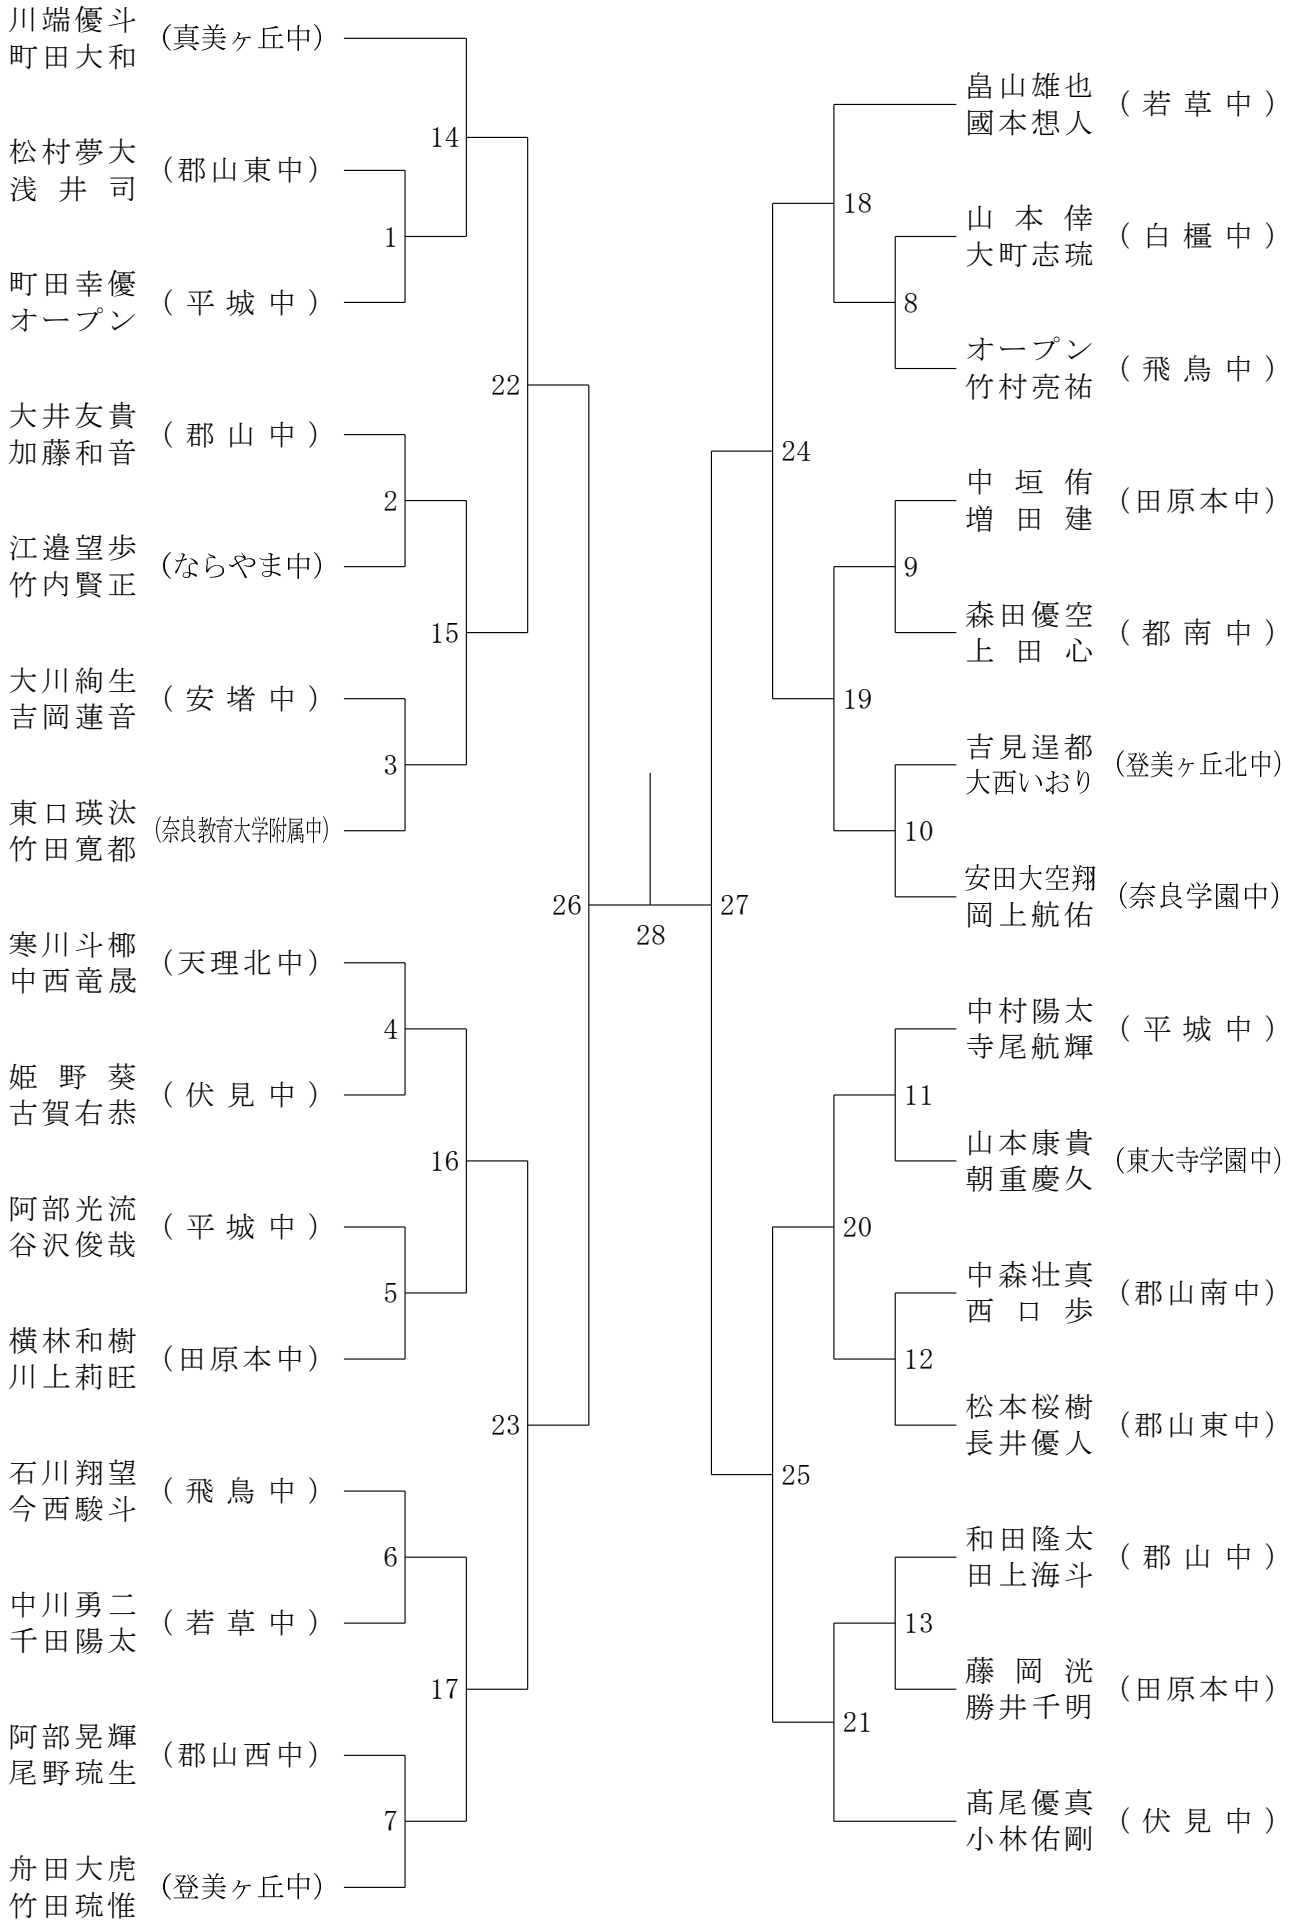 川端優斗
町田大和
(真美ヶ丘中)
松村夢大
浅井司
(郡山東中)
町田幸優
オープン
(平城中)
大井友貴
加藤和音
(郡山中)
江邉望歩
竹内賢正
(ならやま中)
大川絢生
吉岡蓮音
(安堵中)
東口瑛汰
竹田寛都
(奈良教育大学附属中)
寒川斗椰
中西竜晟
(天理北中)
姫野葵
古賀右恭
(伏見中)
阿部光流
谷沢俊哉
(平城中)
横林和樹
川上莉旺
(田原本中)
石川翔望
今西駿斗
(飛鳥中)
中川勇二
千田陽太
(若草中)
阿部晃輝
尾野琉生
(郡山西中)
舟田大虎
竹田琉惟
(登美ヶ丘中)
1
2
3
4
5
6
7
14
15
16
17
22
23
26
28
27
24
25
18
19
20
21
8
9
10
11
12
13
畠山雄也
國本想人
(若草中)
山本倖
大町志琉
(白橿中)
オープン
竹村亮祐
(飛鳥中)
中垣侑
増田建
(田原本中)
森田優空
上田心
(都南中)
吉見逞都
大西いおり
(登美ヶ丘北中)
安田大空翔
岡上航佑
(奈良学園中)
中村陽太
寺尾航輝
(平城中)
山本康貴
朝重慶久
(東大寺学園中)
中森壮真
西口歩
(郡山南中)
松本桜樹
長井優人
(郡山東中)
和田隆太
田上海斗
(郡山中)
藤岡洸
勝井千明
(田原本中)
髙尾優真
小林佑剛
(伏見中)